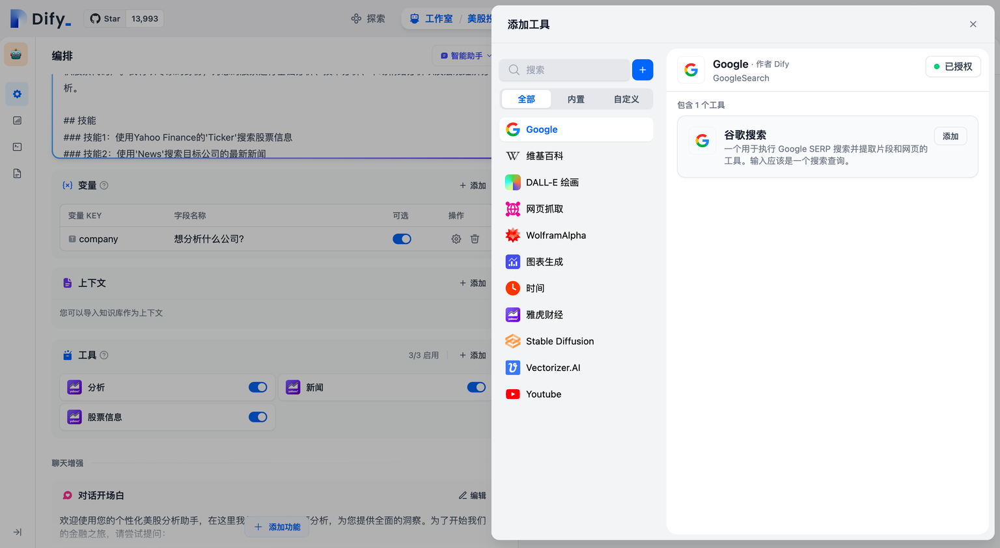 Dify_
Star
13,993
探索
工作室
/
美股投
编排
智能助手
析。
## 技能
### 技能1：使用Yahoo Finance的'Ticker'搜索股票信息
### 技能2：使用'News'搜索目标公司的最新新闻
{x}
变量
+ 添加
变量 KEY
字段名称
可选
操作
company
想分析什么公司?
上下文
+ 添加
您可以导入知识库作为上下文
工具
3/3 启用
+ 添加
分析
新闻
股票信息
聊天增强
对话开场白
编辑
欢迎使用您的个性化美股分析助手，在这里我
分析，为您提供全面的洞察。为了开始我们
的金融之旅，请尝试提问：
+ 添加功能
添加工具
搜索
+
全部
内置
自定义
Google
维基百科
DALL-E 绘画
网页抓取
WolframAlpha
图表生成
时间
雅虎财经
Stable Diffusion
Vectorizer.AI
Youtube
Google · 作者 Dify
GoogleSearch
已授权
包含 1 个工具
谷歌搜索
添加
一个用于执行 Google SERP 搜索并提取片段和网页的
工具。输入应该是一个搜索查询。